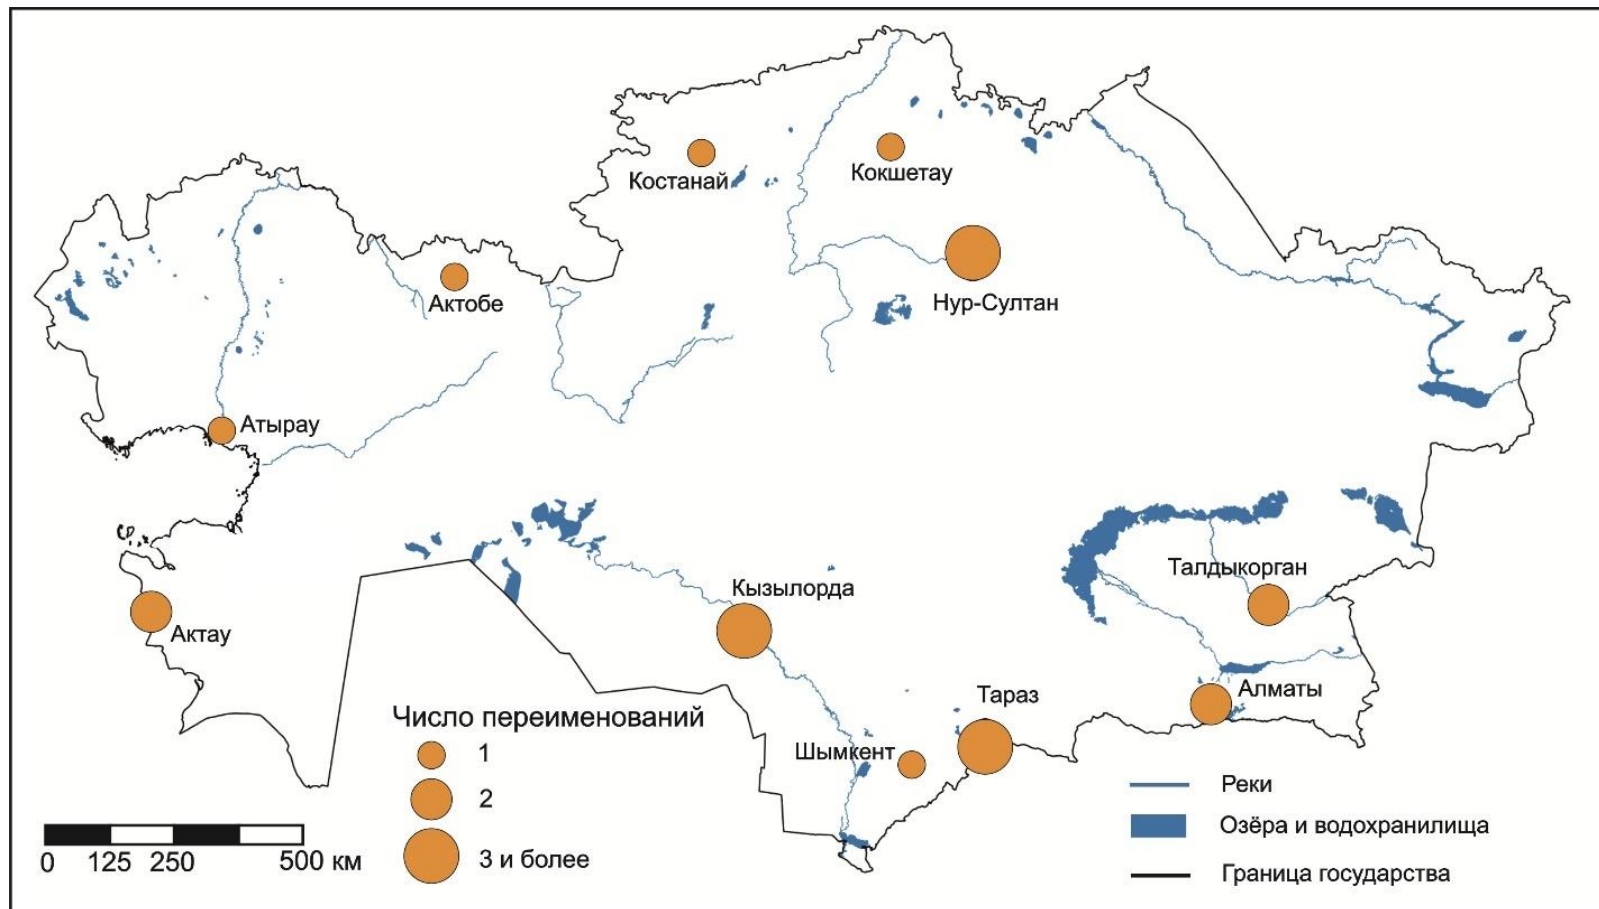 Костанай
Кокшетау
Актобе
Нур-Султан
Атырау
Талдыкорган
Кызылорда
Актау
Тараз
Алматы
Шымкент
Число переименований
1
2
3 и более
0 125 250 500 км
Реки
Озёра и водохранилища
Граница государства